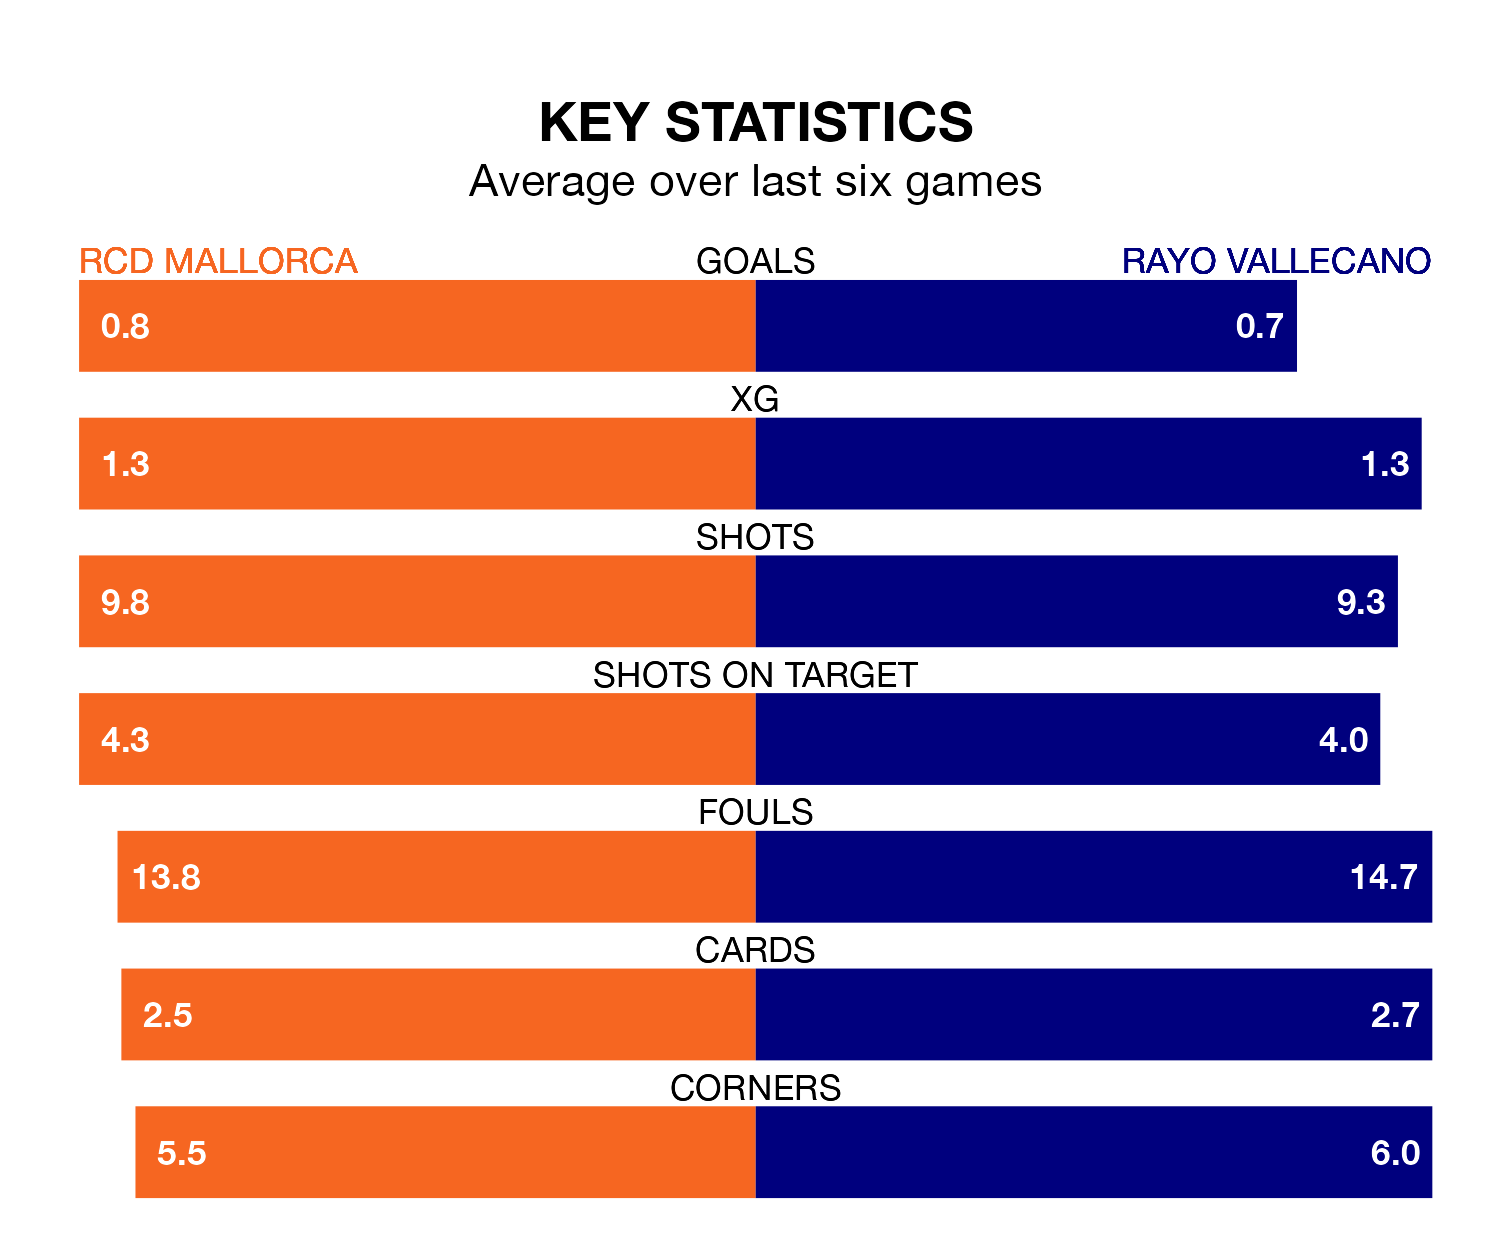 KEY STATISTICS
Average over last six games
RCD MALLORCA GOALS RAYO VALLECANO
0.8 0.7
XG
1.3 1.3
SHOTS
9.8 9.3
SHOTS ON TARGET
4.3 4.0
FOULS
13.8 14.7
CARDS
2.5 2.7
CORNERS
5.5 6.0